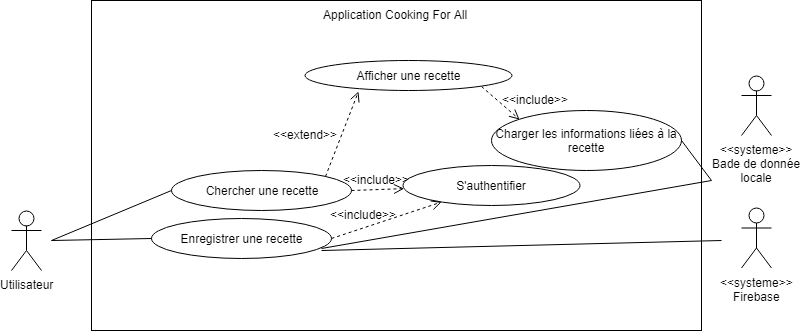 Application Cooking For All
Afficher une recette
<<include>>
Charger les informations liées à la
recette
<<extend>>
<<systeme>>
Bade de donnée
locale
Chercher une recette
<<include>>
S'authentifier
<<include>>
Enregistrer une recette
Utilisateur
<<systeme>>
Firebase